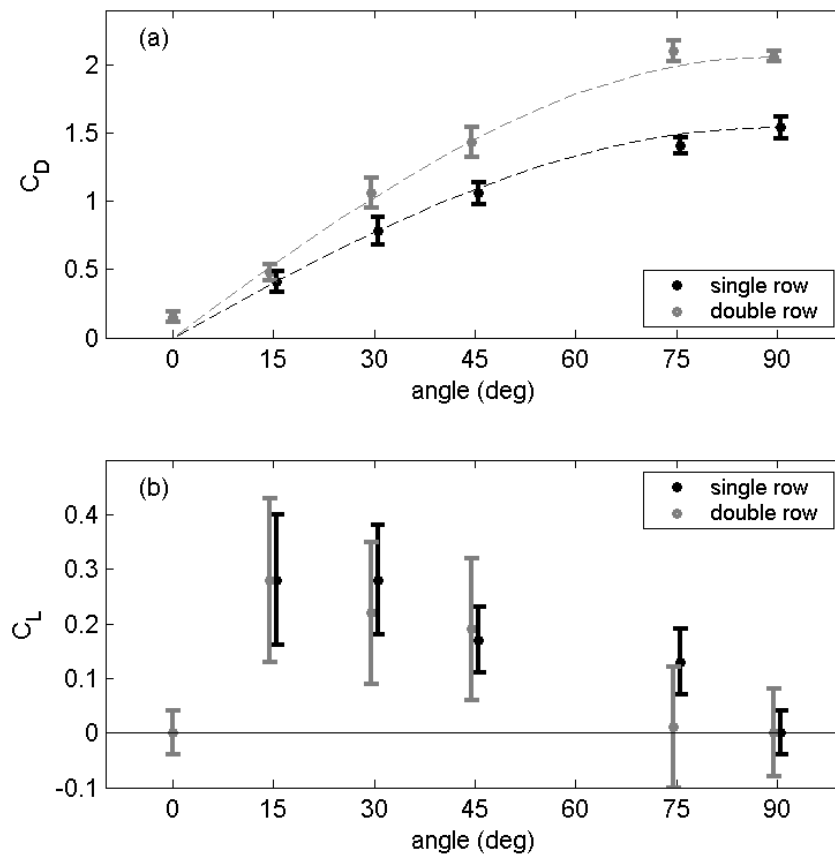 (a)
2
1.5
1
0.5
0
C_D
0 15 30 45 60 75 90
angle (deg)
single row
double row
(b)
single row
double row
0.4
0.3
0.2
0.1
0
-0.1
C_L
0 15 30 45 60 75 90
angle (deg)